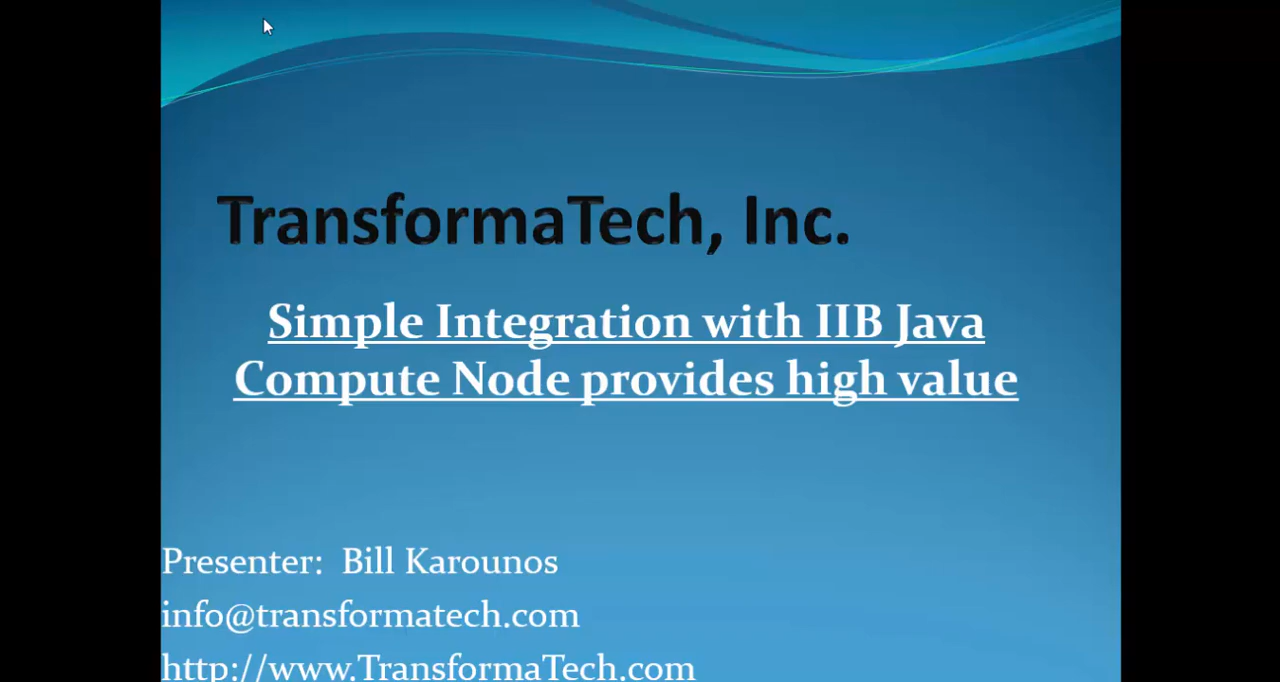 TransformaTech, Inc.
Simple Integration with IIB Java
Compute Node provides high value
Presenter:  Bill Karounos
info@transformatech.com
http://www.TransformaTech.com